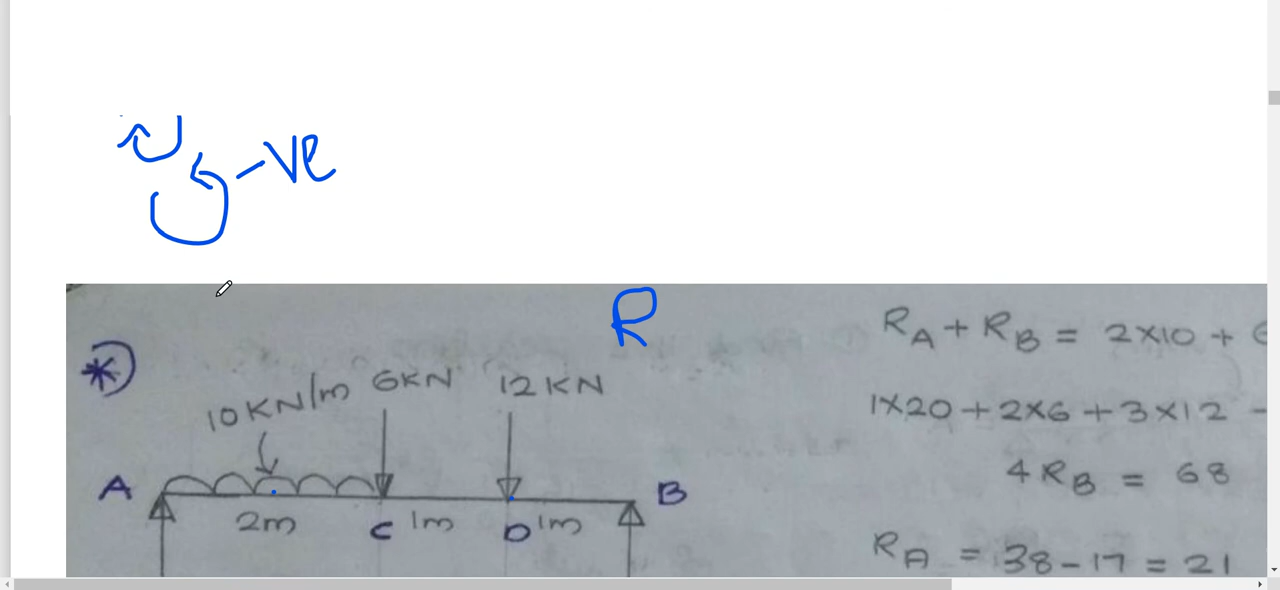 -ve
R
*)
10KN/m 6KN 12KN
A B
2m C 1m D 1m
RA + RB = 2x10 +
1x20 + 2x6 + 3x12 -
4RB = 68
RA = 38-17 = 21